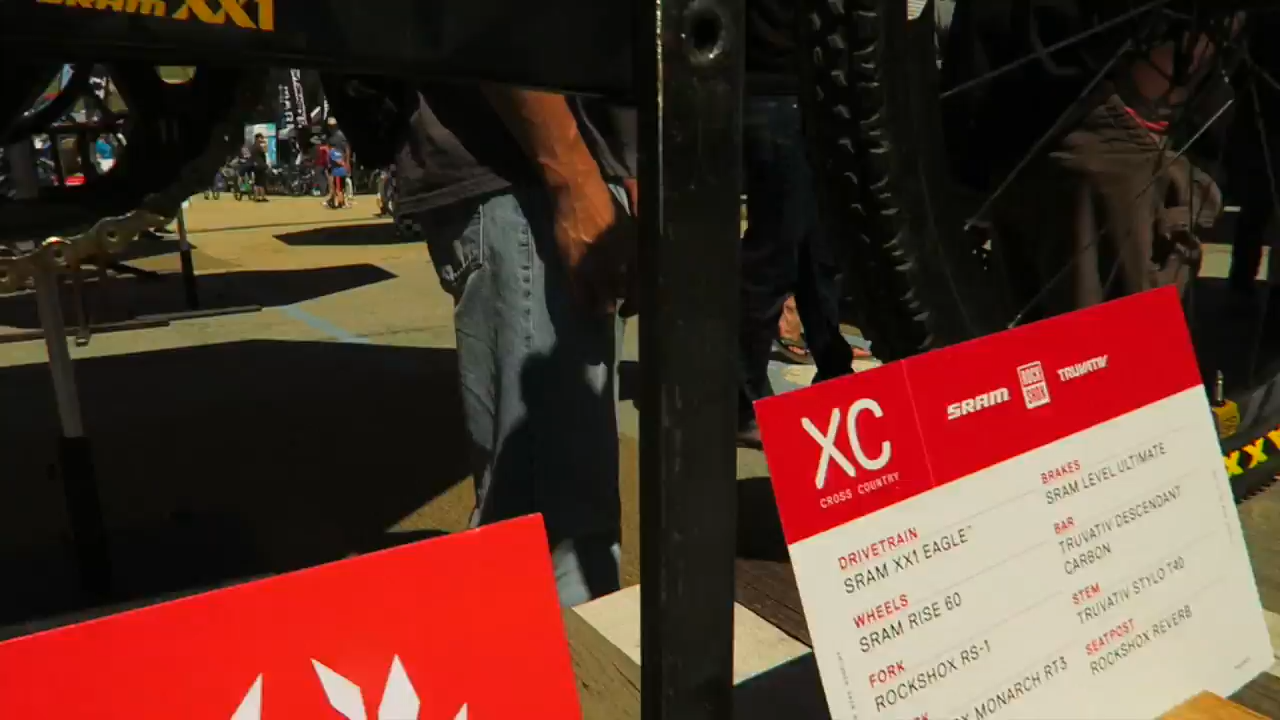 SRAM XX1
XC
CROSS COUNTRY
SRAM ROCK SHOX TRUVATIV
DRIVETRAIN
SRAM XX1 EAGLE™
WHEELS
SRAM RISE 60
FORK
ROCKSHOX RS-1
MONARCH RT3
BRAKES
SRAM LEVEL ULTIMATE
BAR
TRUVATIV DESCENDANT
CARBON
STEM
TRUVATIV STYLO T40
SEATPOST
ROCKSHOX REVERB
XX1